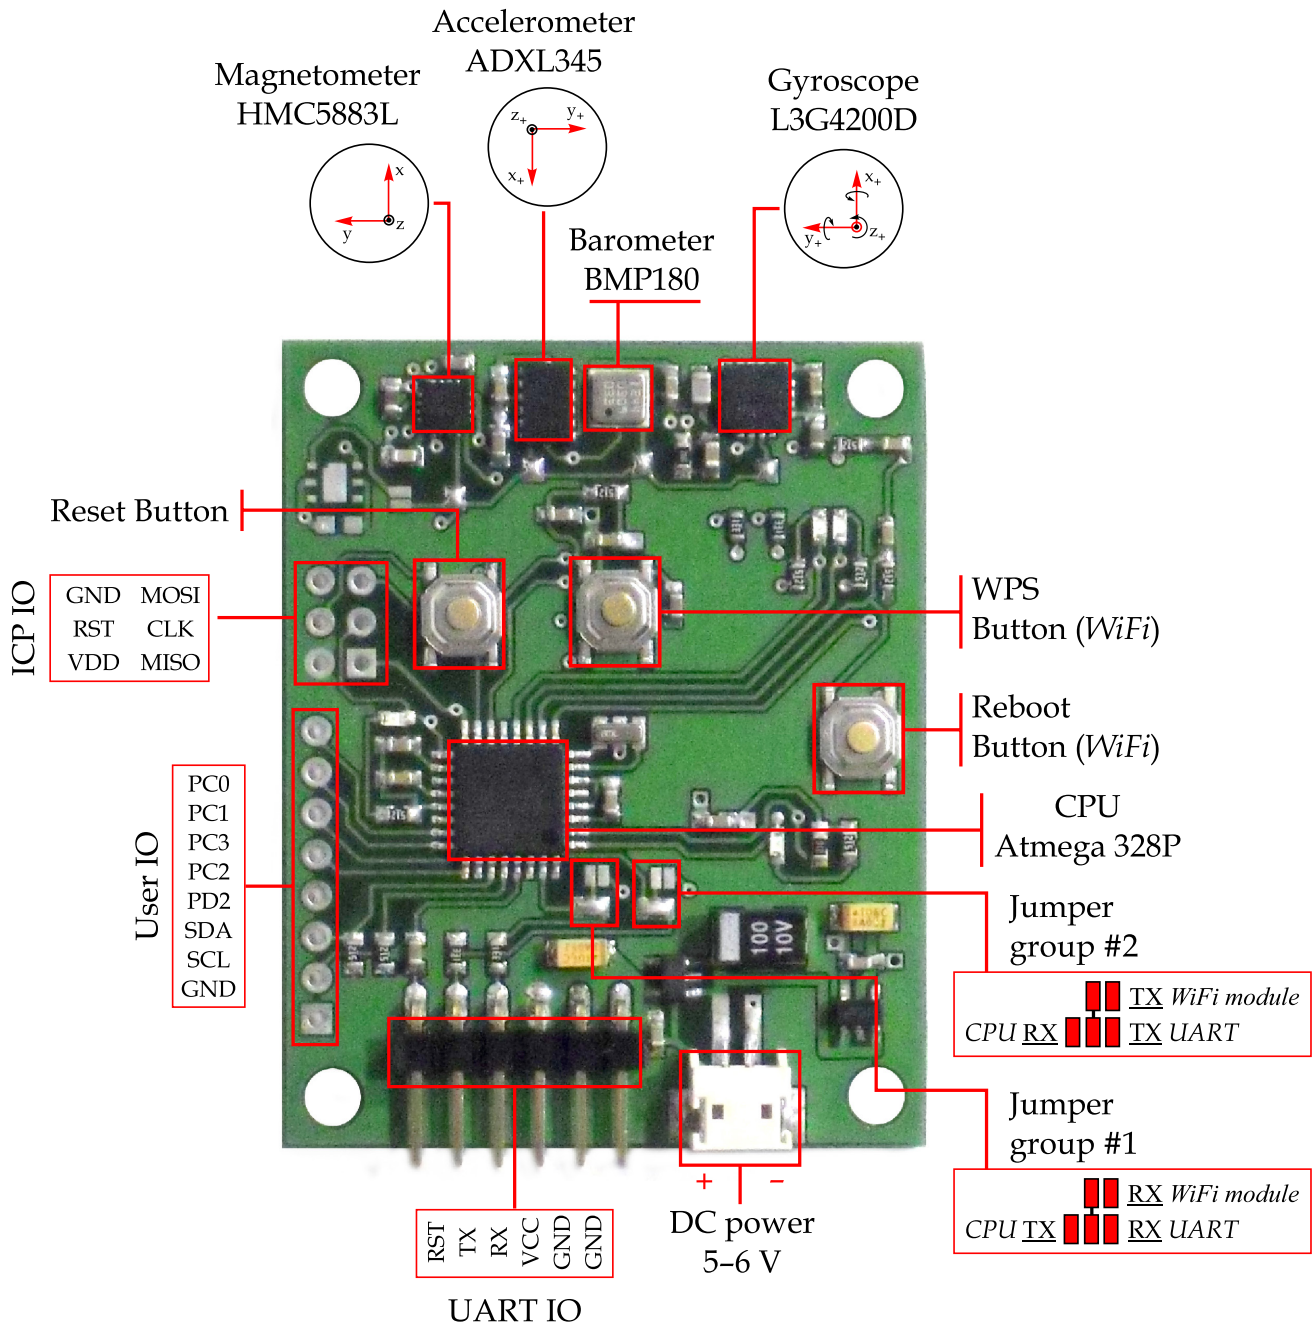 Accelerometer
ADXL345
Magnetometer
HMC5883L
Gyroscope
L3G4200D
z+ y+
x+
x
y z
x+
y+ z+
Barometer
BMP180
Reset Button
ICP IO
GND MOSI
RST CLK
VDD MISO
WPS
Button (WiFi)
Reboot
Button (WiFi)
CPU
Atmega 328P
User IO
PC0
PC1
PC3
PC2
PD2
SDA
SCL
GND
100
10V
Jumper
group #2
TX WiFi module
CPU RX TX UART
Jumper
group #1
RX WiFi module
CPU TX RX UART
+ −
DC power
5–6 V
RST
TX
RX
VCC
GND
GND
UART IO